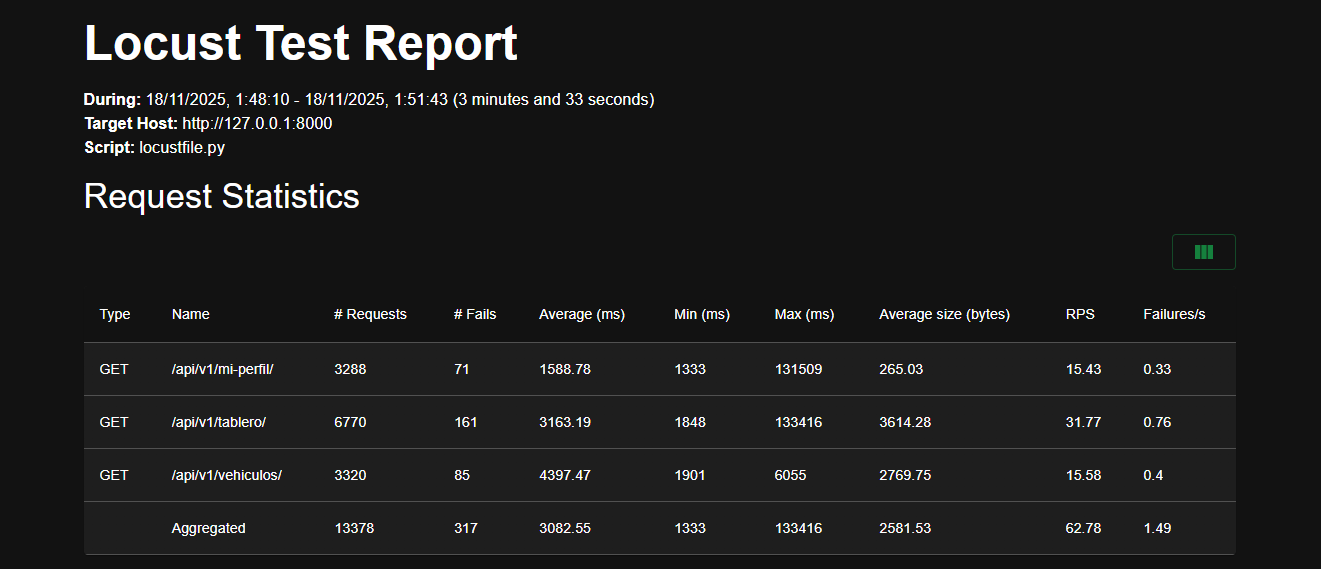 Locust Test Report
During: 18/11/2025, 1:48:10 - 18/11/2025, 1:51:43 (3 minutes and 33 seconds)
Target Host: http://127.0.0.1:8000
Script: locustfile.py
Request Statistics
Type Name # Requests # Fails Average (ms) Min (ms) Max (ms) Average size (bytes) RPS Failures/s
GET /api/v1/mi-perfil/ 3288 71 1588.78 1333 131509 265.03 15.43 0.33
GET /api/v1/tablero/ 6770 161 3163.19 1848 133416 3614.28 31.77 0.76
GET /api/v1/vehiculos/ 3320 85 4397.47 1901 6055 2769.75 15.58 0.4
Aggregated 13378 317 3082.55 1333 133416 2581.53 62.78 1.49